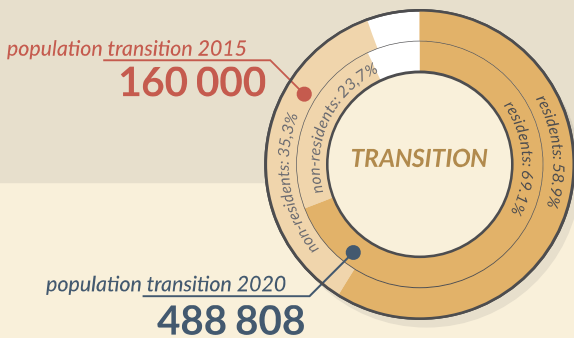 population transition 2015
160 000
non-residents: 35,3%
non-residents: 23,7%
TRANSITION
residents: 69.1%
residents: 58.9%
population transition 2020
488 808